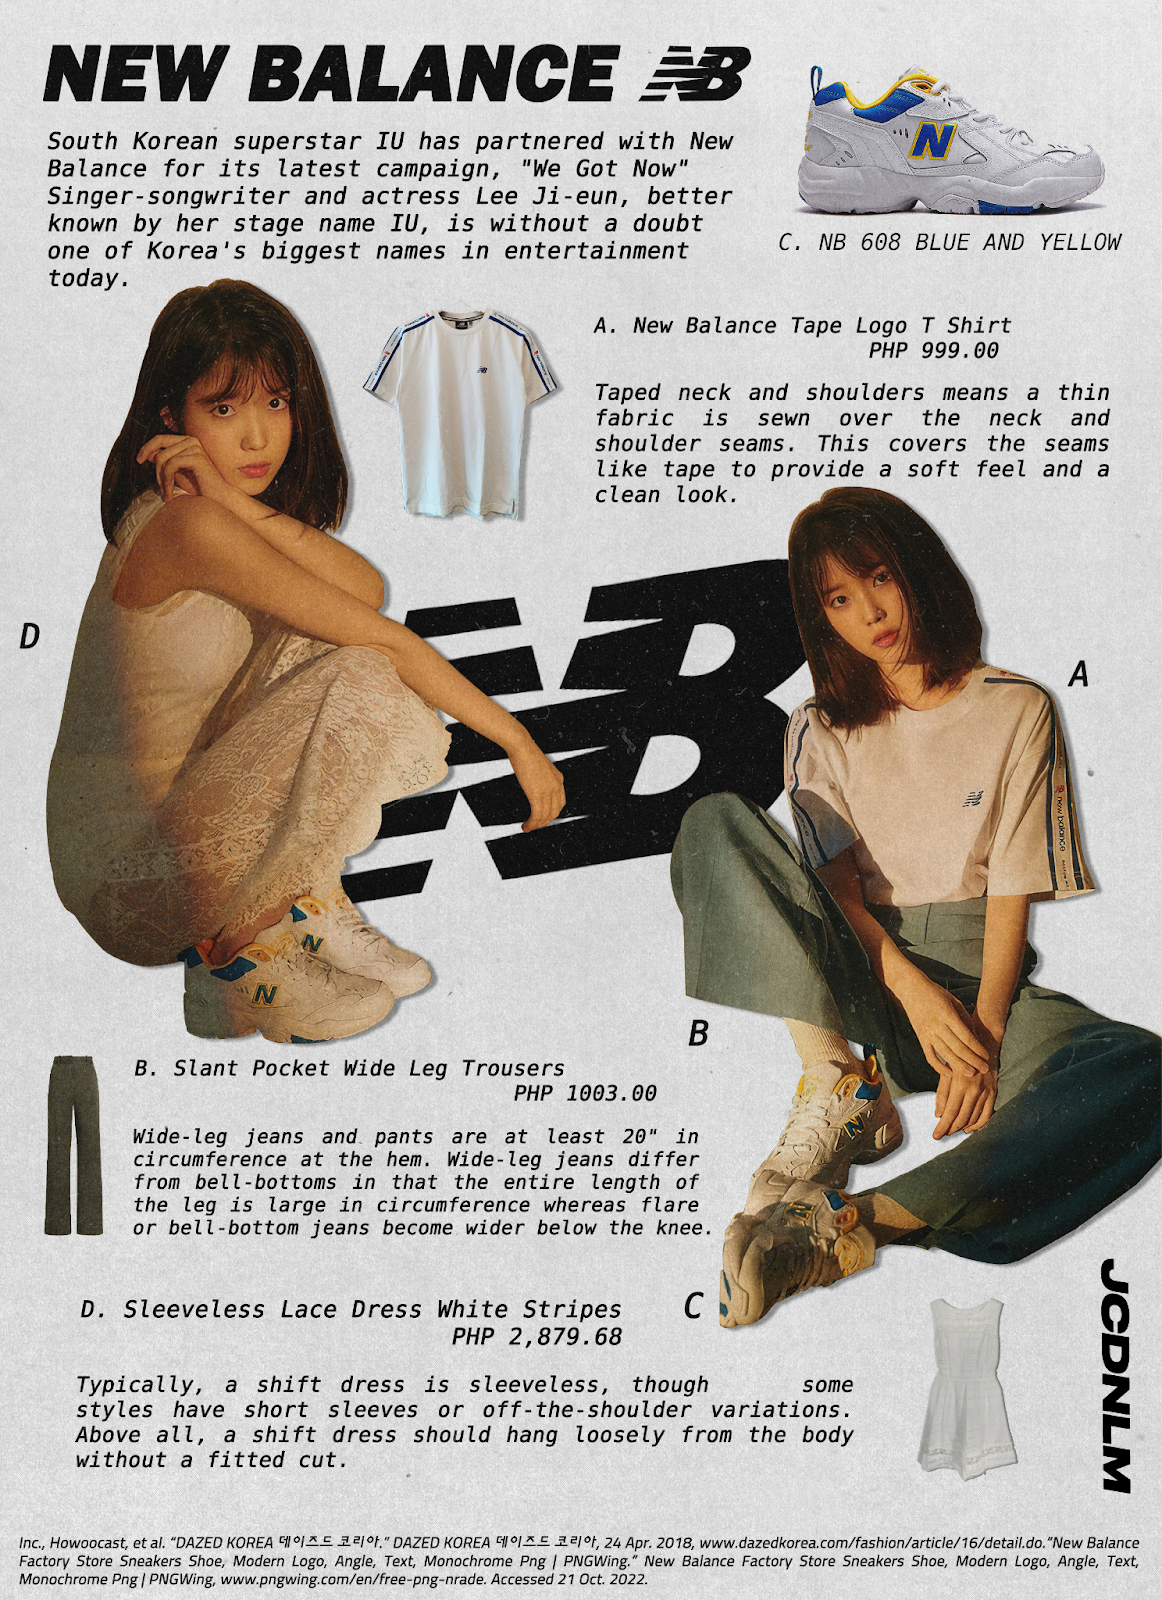 NEW BALANCE NB
South Korean superstar IU has partnered with New
Balance for its latest campaign, "We Got Now"
Singer-songwriter and actress Lee Ji-eun, better
known by her stage name IU, is without a doubt
one of Korea's biggest names in entertainment
today.
N
C. NB 608 BLUE AND YELLOW
A. New Balance Tape Logo T Shirt
PHP 999.00
Taped neck and shoulders means a thin
fabric is sewn over the neck and
shoulder seams. This covers the seams
like tape to provide a soft feel and a
clean look.
D
NB
A
new balance
N
N
B
N
N
B. Slant Pocket Wide Leg Trousers
PHP 1003.00
Wide-leg jeans and pants are at least 20" in
circumference at the hem. Wide-leg jeans differ
from bell-bottoms in that the entire length of
the leg is large in circumference whereas flare
or bell-bottom jeans become wider below the knee.
C
D. Sleeveless Lace Dress White Stripes
PHP 2,879.68
Typically, a shift dress is sleeveless, though some
styles have short sleeves or off-the-shoulder variations.
Above all, a shift dress should hang loosely from the body
without a fitted cut.
JCDNLM
Inc., Howoocast, et al. “DAZED KOREA 데이즈드 코리아.” DAZED KOREA 데이즈드 코리아, 24 Apr. 2018, www.dazedkorea.com/fashion/article/16/detail.do.“New Balance
Factory Store Sneakers Shoe, Modern Logo, Angle, Text, Monochrome Png | PNGWing.” New Balance Factory Store Sneakers Shoe, Modern Logo, Angle, Text,
Monochrome Png | PNGWing, www.pngwing.com/en/free-png-nrade. Accessed 21 Oct. 2022.